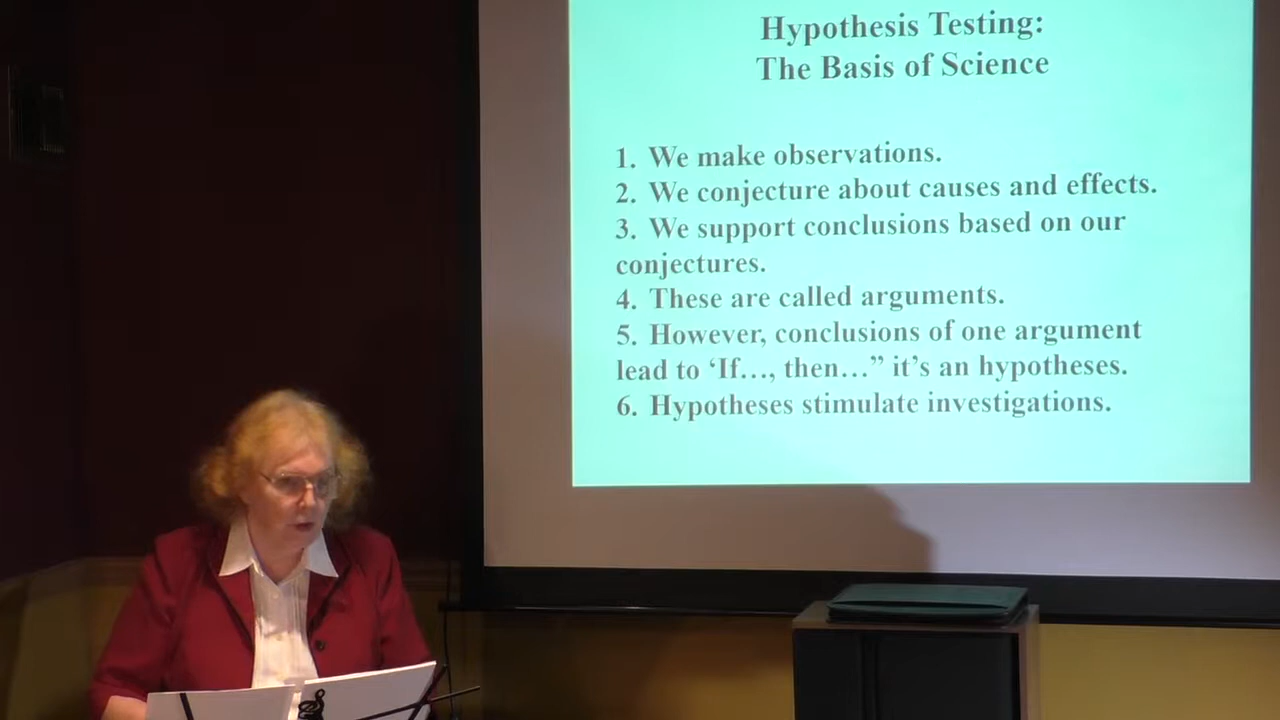 Hypothesis Testing:
The Basis of Science
1. We make observations.
2. We conjecture about causes and effects.
3. We support conclusions based on our
conjectures.
4. These are called arguments.
5. However, conclusions of one argument
lead to ‘If…, then…” it’s an hypotheses.
6. Hypotheses stimulate investigations.